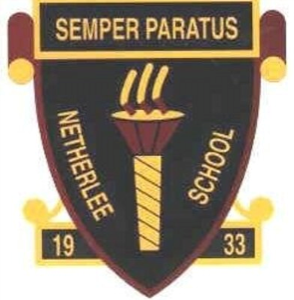 SEMPER PARATUS
NETHERLEE
SCHOOL
19 33